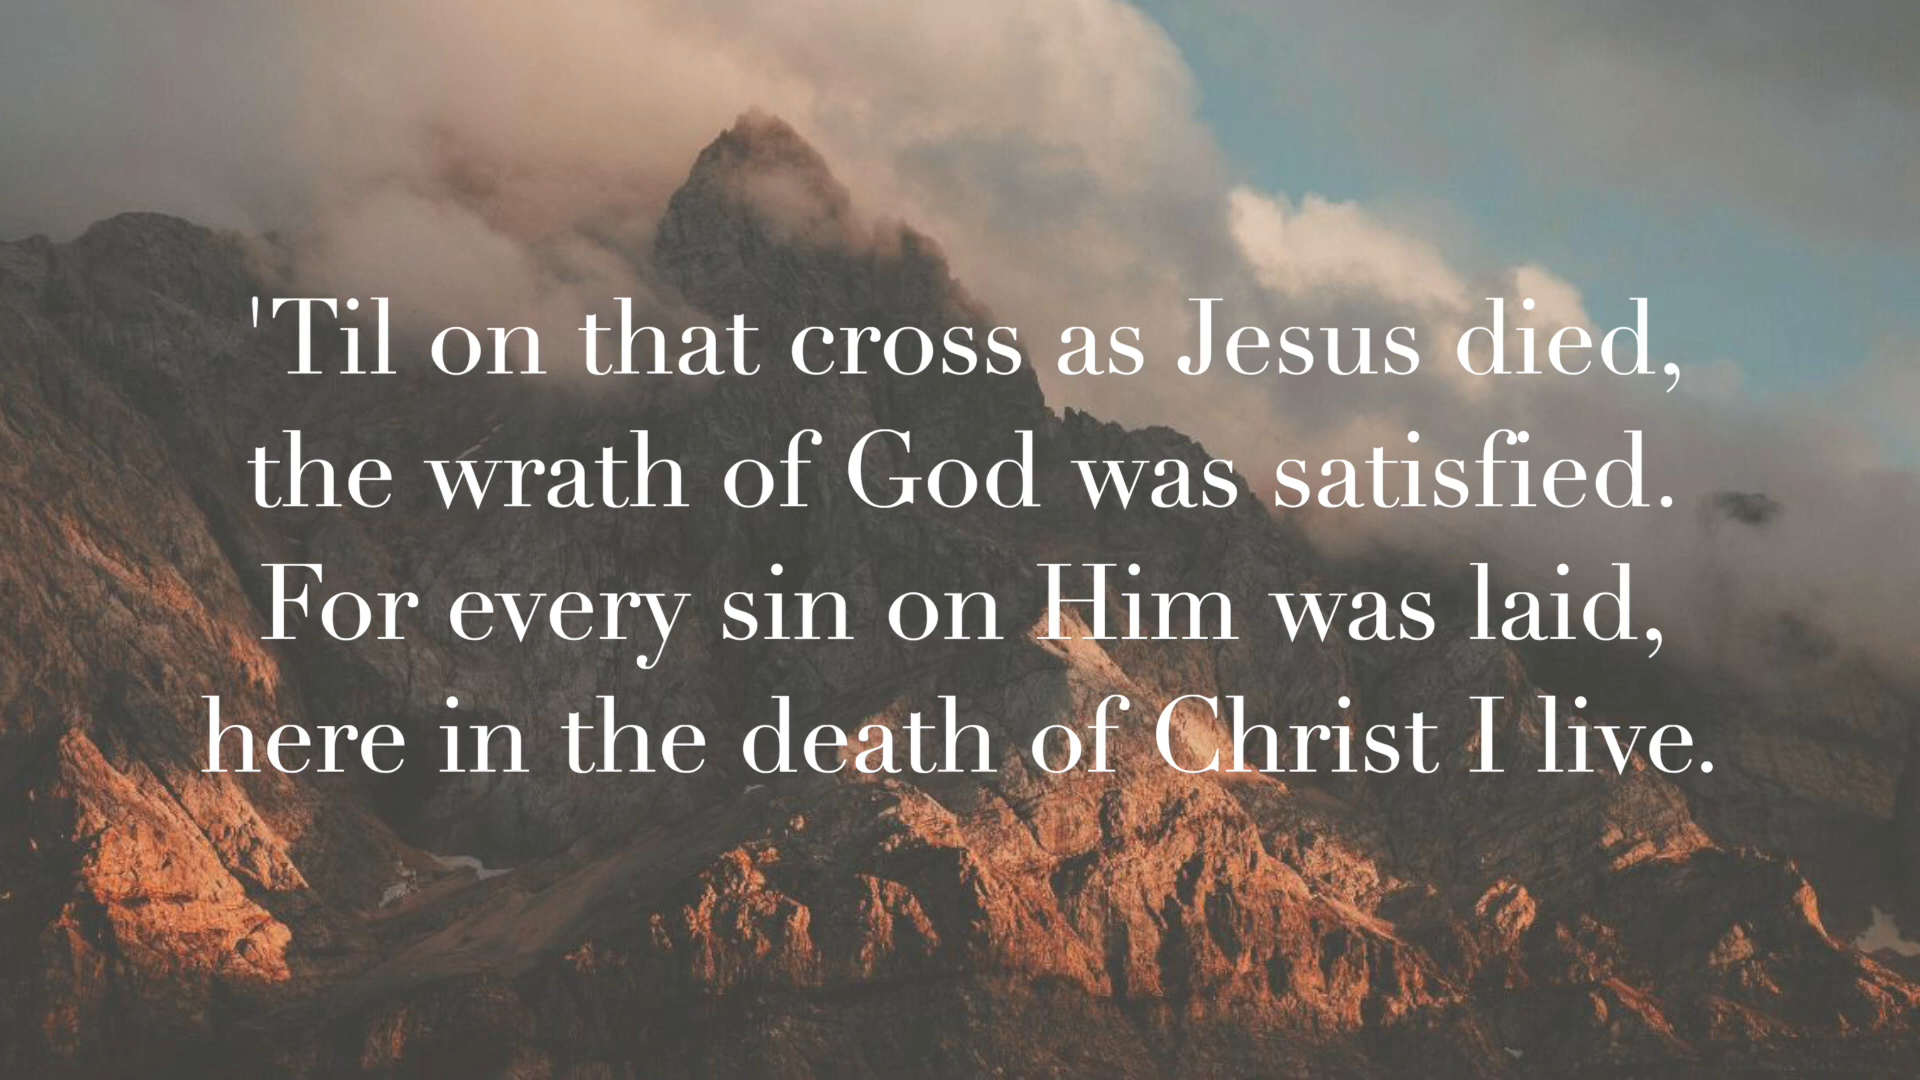 'Til on that cross as Jesus died,
the wrath of God was satisfied.
For every sin on Him was laid,
here in the death of Christ I live.